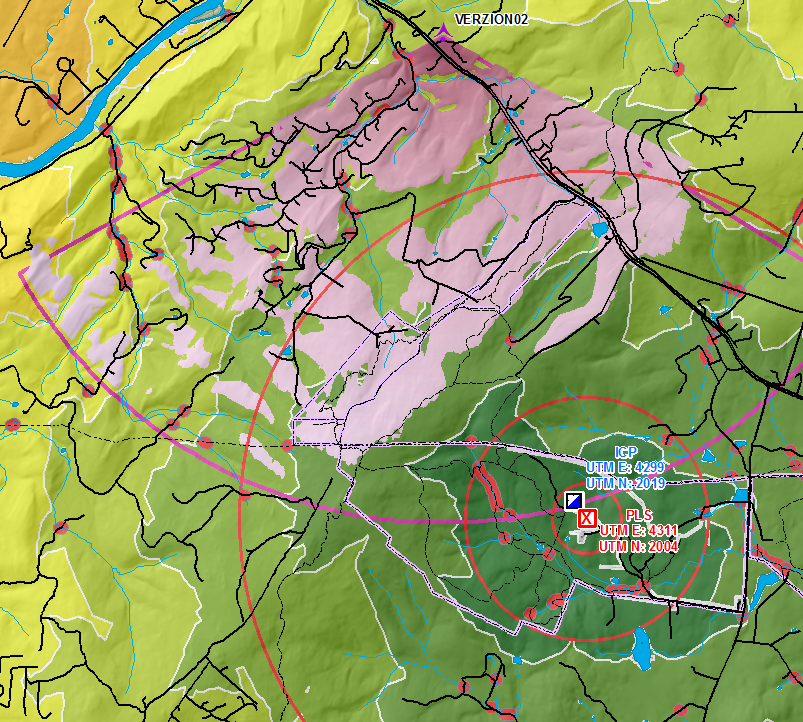 VERZION02
ICP
UTM E: 4299
UTM N: 2019
PLS
UTM E: 4311
UTM N: 2004